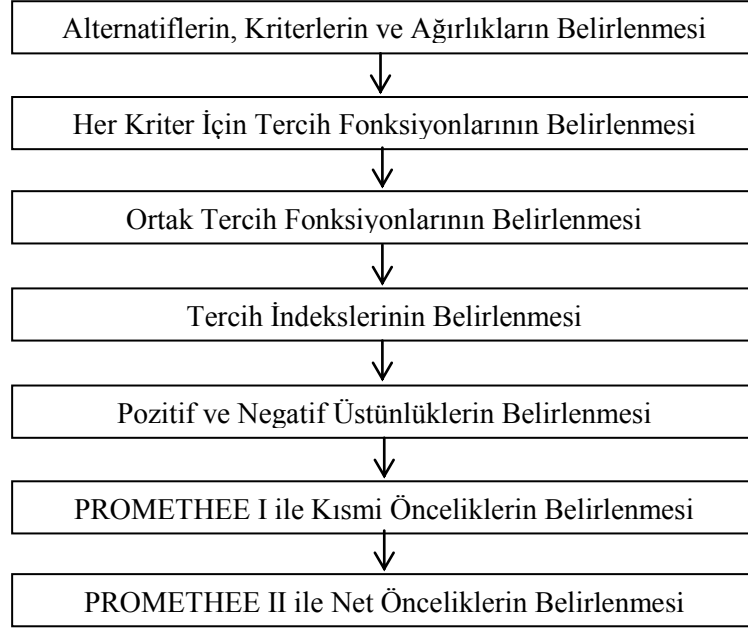 Alternatiflerin, Kriterlerin ve Ağırlıkların Belirlenmesi
Her Kriter İçin Tercih Fonksiyonlarının Belirlenmesi
Ortak Tercih Fonksiyonlarının Belirlenmesi
Tercih İndekslerinin Belirlenmesi
Pozitif ve Negatif Üstünlüklerin Belirlenmesi
PROMETHEE I ile Kısmi Önceliklerin Belirlenmesi
PROMETHEE II ile Net Önceliklerin Belirlenmesi